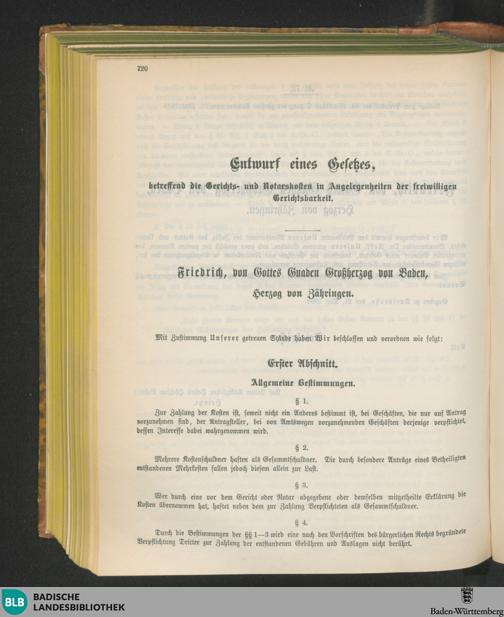 720
Entwurf eines Gesetzes,
betreffend die Gerichts- und Notarskosten in Angelegenheiten der freiwilligen
Gerichtsbarkeit.
Friedrich, von Gottes Gnaden Großherzog von Baden,
Herzog von Zähringen.
Mit Zustimmung Unserer getreuen Stände haben Wir beschlossen und verordnen wie folgt:
Erster Abschnitt.
Allgemeine Bestimmungen.
§ 1.
Zur Zahlung der Kosten ist, soweit nicht ein Anderes bestimmt ist, bei Geschäften, die nur auf Antrag
vorzunehmen sind, der Antragsteller, bei von Amtswegen vorzunehmenden Geschäften derjenige verpflichtet,
dessen Interesse dabei wahrgenommen wird.
§ 2.
Mehrere Kostenschuldner haften als Gesammtschuldner. Die durch besondere Anträge eines Betheiligten
entstandenen Mehrkosten fallen jedoch diesem allein zur Last.
§ 3.
Wer durch eine vor dem Gericht oder Notar abgegebene oder demselben mitgetheilte Erklärung die
Kosten übernommen hat, haftet neben dem zur Zahlung Verpflichteten als Gesammtschuldner.
§ 4.
Durch die Bestimmungen der §§ 1—3 wird eine nach den Vorschriften des bürgerlichen Rechts begründete
Verpflichtung Dritter zur Zahlung der entstandenen Gebühren und Auslagen nicht berührt.
BLB
BADISCHE
LANDESBIBLIOTHEK
Baden-Württemberg